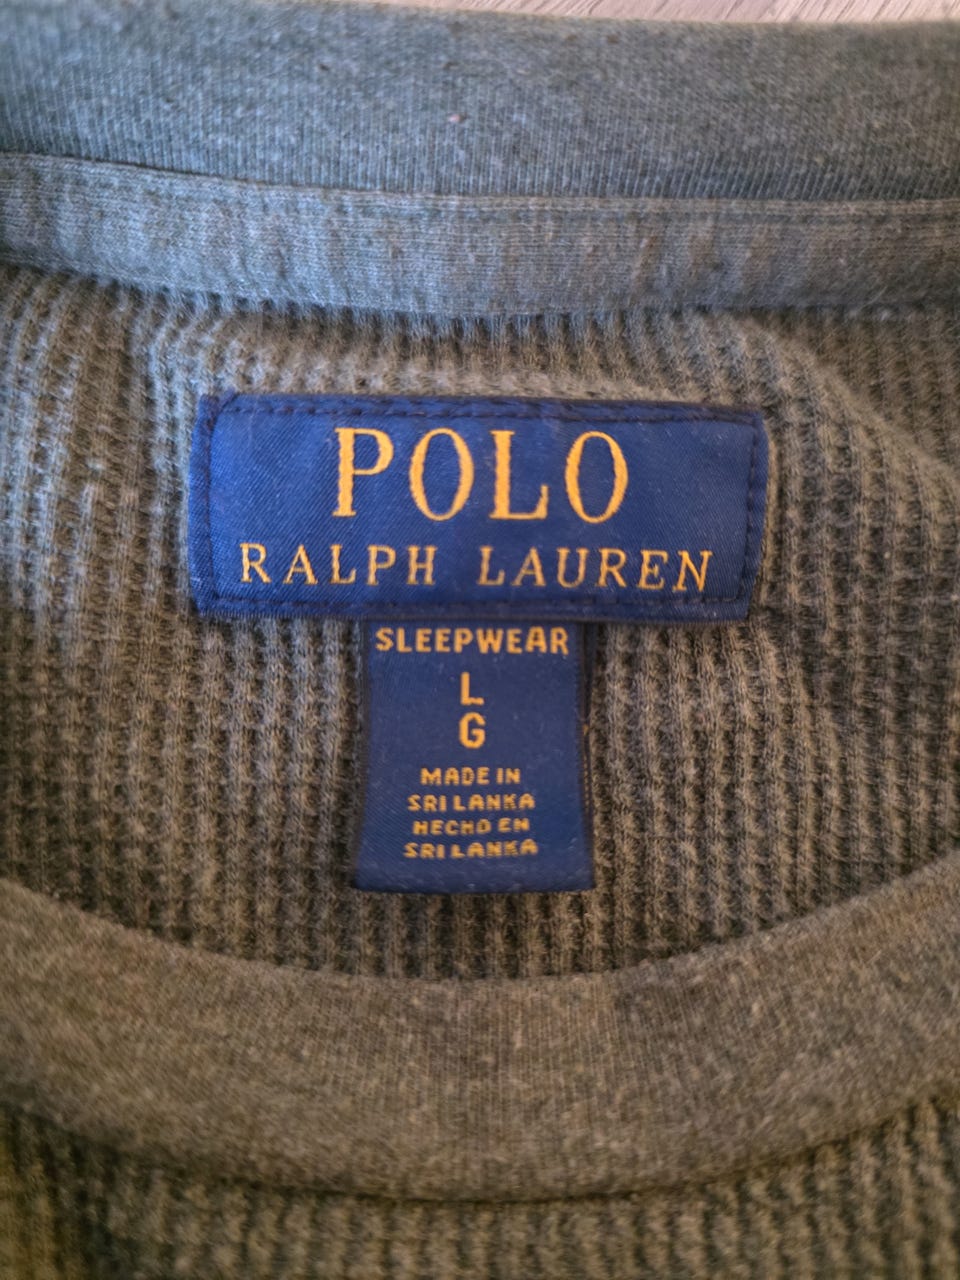 POLO
RALPH LAUREN
SLEEPWEAR
L
G
MADE IN
SRI LANKA
HECHO EN
SRI LANKA